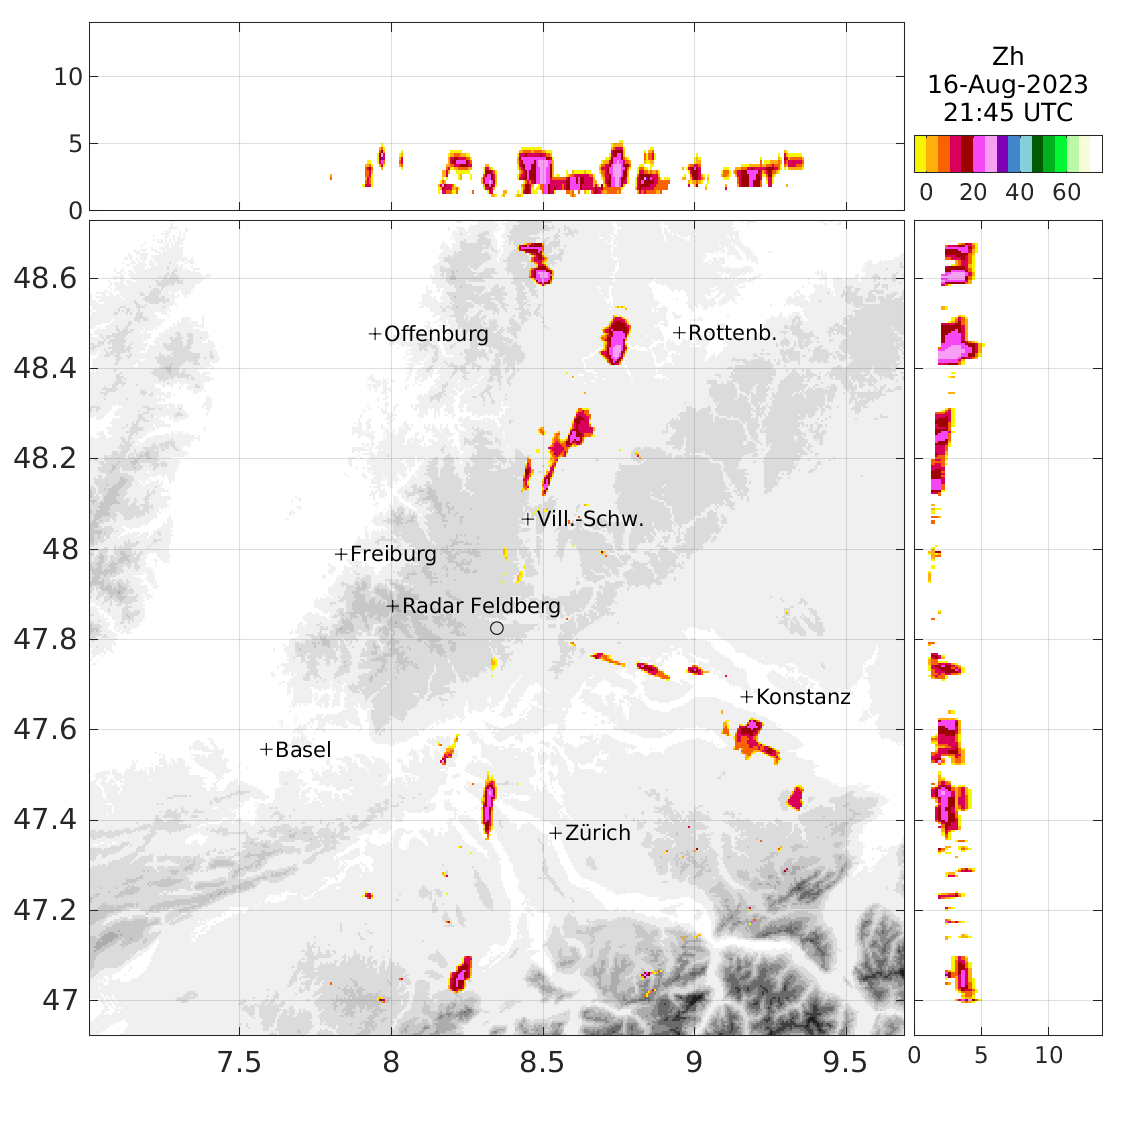 10
5
0
Zh
16-Aug-2023
21:45 UTC
0 20 40 60
48.6
48.4
48.2
48
47.8
47.6
47.4
47.2
47
Offenburg
Rottenb.
Vill.-Schw.
Freiburg
Radar Feldberg
Konstanz
Basel
Zürich
7.5 8 8.5 9 9.5
0 5 10